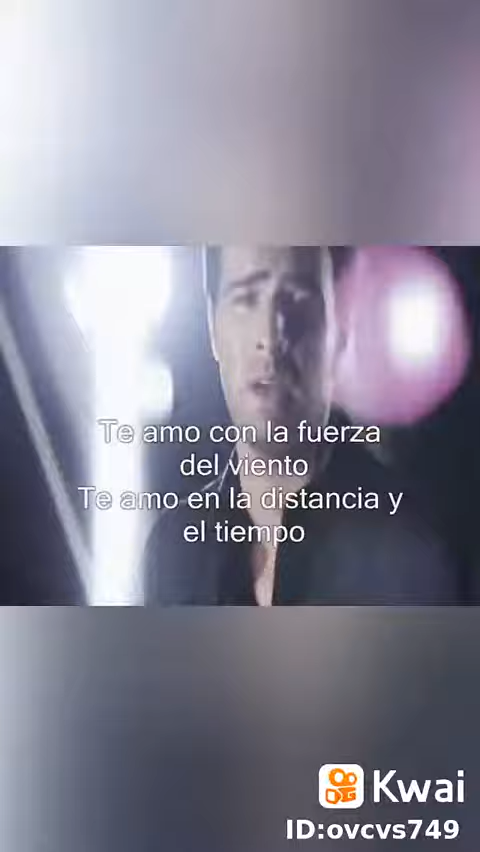 Te amo con la fuerza
del viento
Te amo en la distancia y
el tiempo
Kwai
ID:ovcvs749